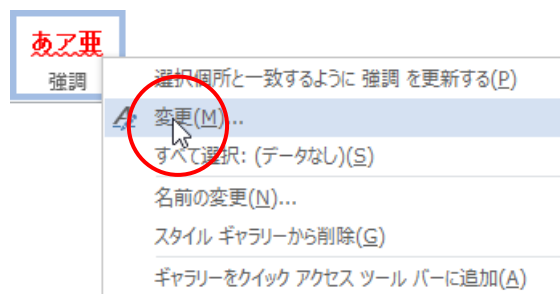 あア亜
強調
選択個所と一致するように 強調 を更新する(P)
変更(M)...
すべて選択: (データなし)(S)
名前の変更(N)...
スタイル ギャラリーから削除(G)
ギャラリーをクイック アクセス ツール バーに追加(A)